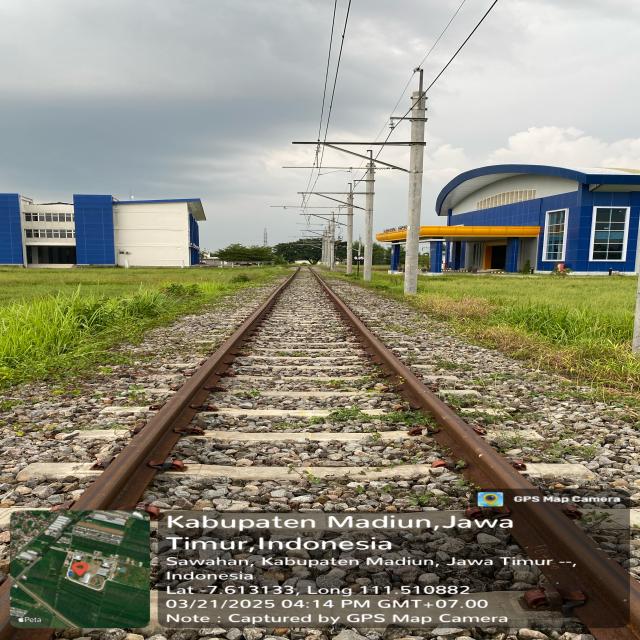 GPS Map Camera
Kabupaten Madiun,Jawa
Timur,Indonesia
Sawahan, Kabupaten Madiun, Jawa Timur --,
Indonesia
Lat -7.613133, Long 111.510882
03/21/2025 04:14 PM GMT+07.00
Note : Captured by GPS Map Camera
Peta